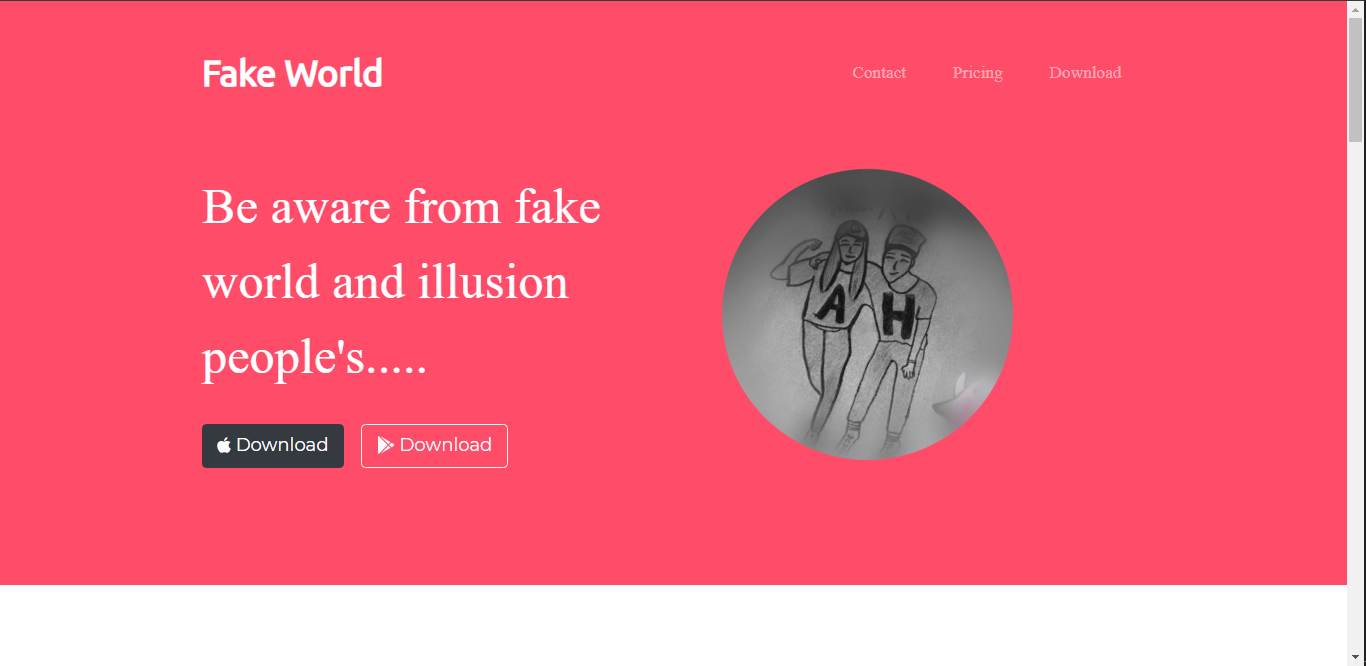 Fake World
Contact Pricing Download
Be aware from fake
world and illusion
people's.....
A H
Download Download